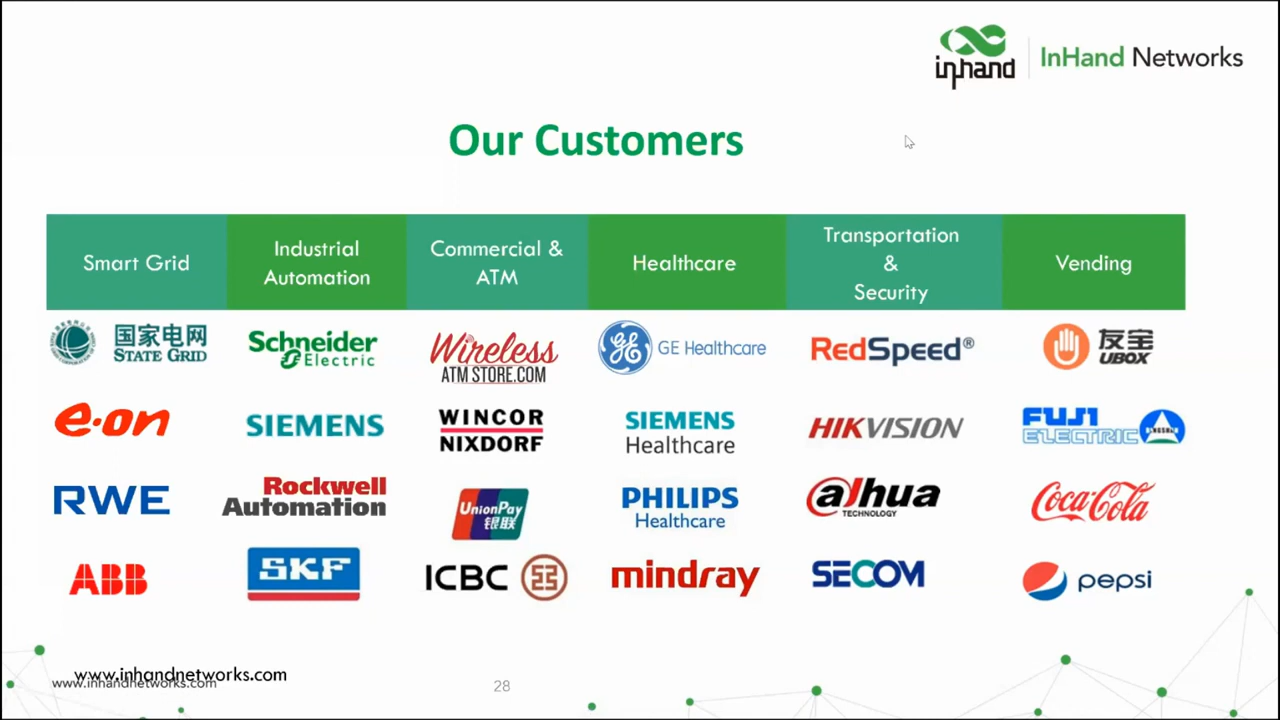 inhand
InHand Networks
Our Customers
Smart Grid
Industrial
Automation
Commercial &
ATM
Healthcare
Transportation
&
Security
Vending
国家电网
STATE GRID
Schneider
Electric
Wireless
ATM STORE.COM
GE Healthcare
RedSpeed®
友宝
UBOX
e·on
SIEMENS
WINCOR
NIXDORF
SIEMENS
Healthcare
HIKVISION
FUJI
ELECTRIC
RWE
Rockwell
Automation
UnionPay
银联
PHILIPS
Healthcare
alhua
TECHNOLOGY
Coca-Cola
ABB
SKF
ICBC
mindray
SECOM
pepsi
www.inhandnetworks.com
www.inhandnetworks.com
28